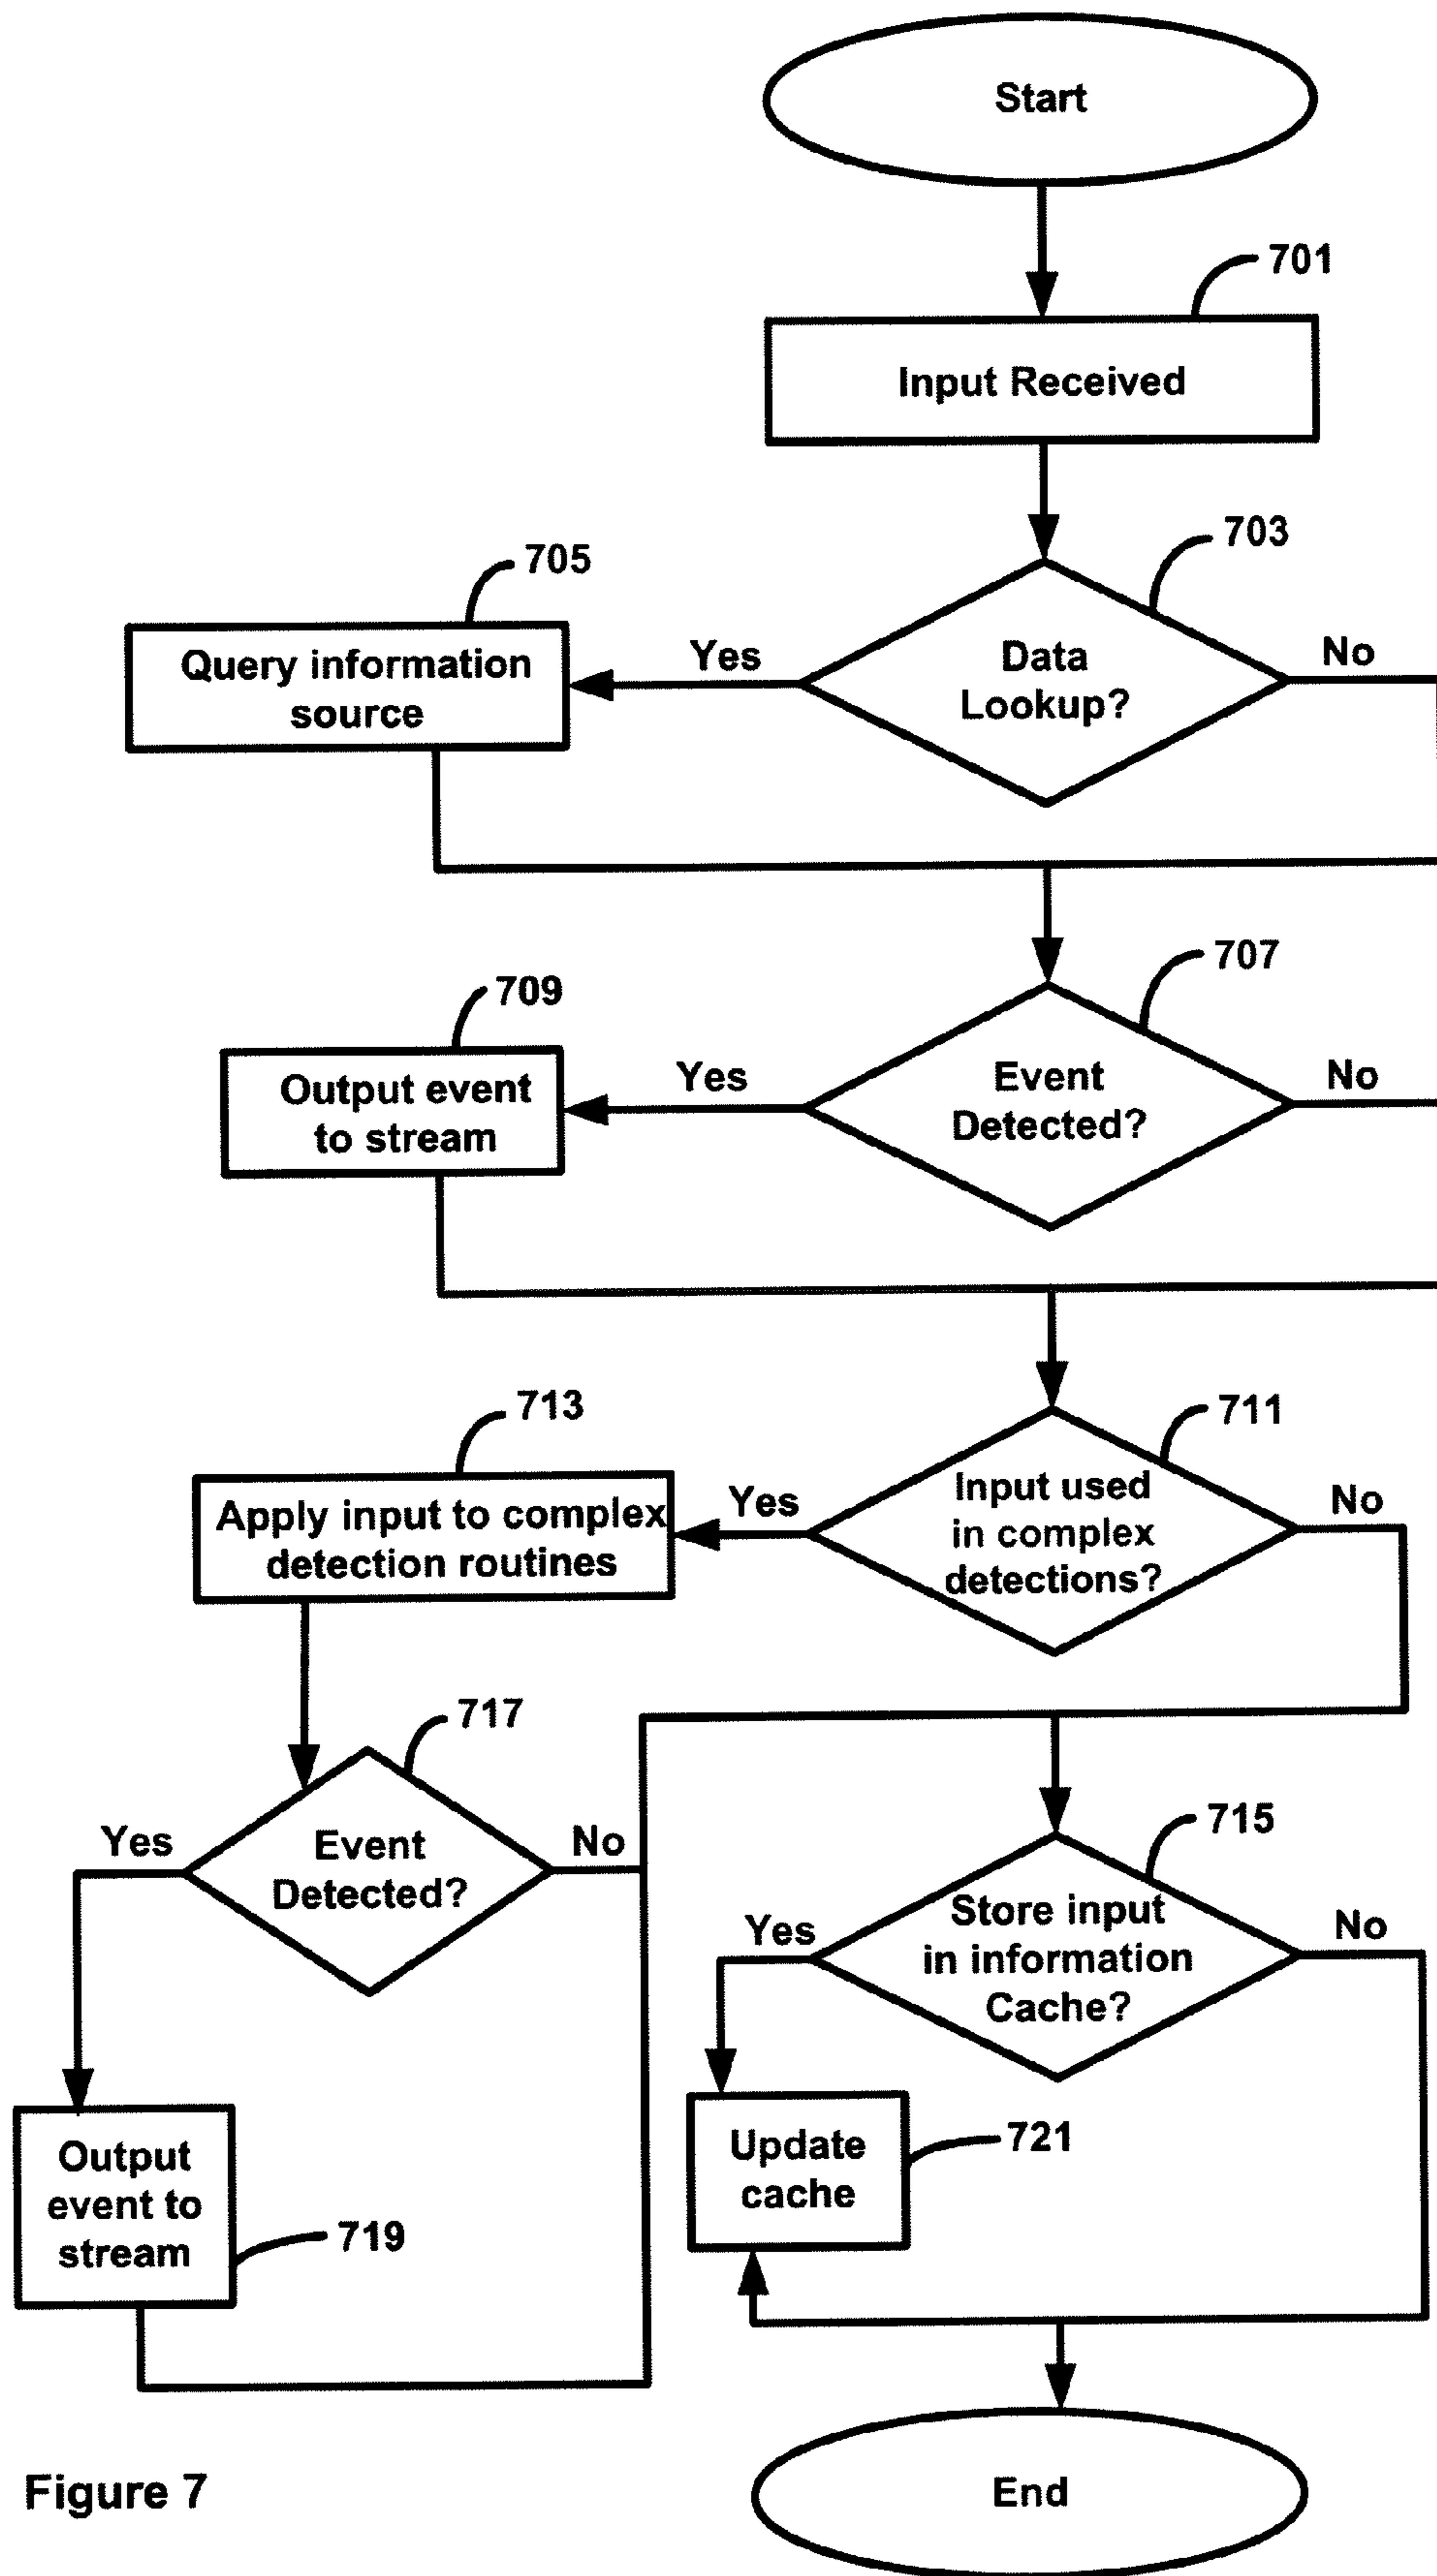 Start
701
Input Received
703
705
Query information
source
Yes
Data
Lookup?
No
707
709
Output event
to stream
Yes
Event
Detected?
No
713
711
Apply input to complex
detection routines
Yes
Input used
in complex
detections?
No
717
Yes
Event
Detected?
No
715
Yes
Store input
in information
Cache?
No
Output
event to
stream
719
Update
cache
721
Figure 7
End